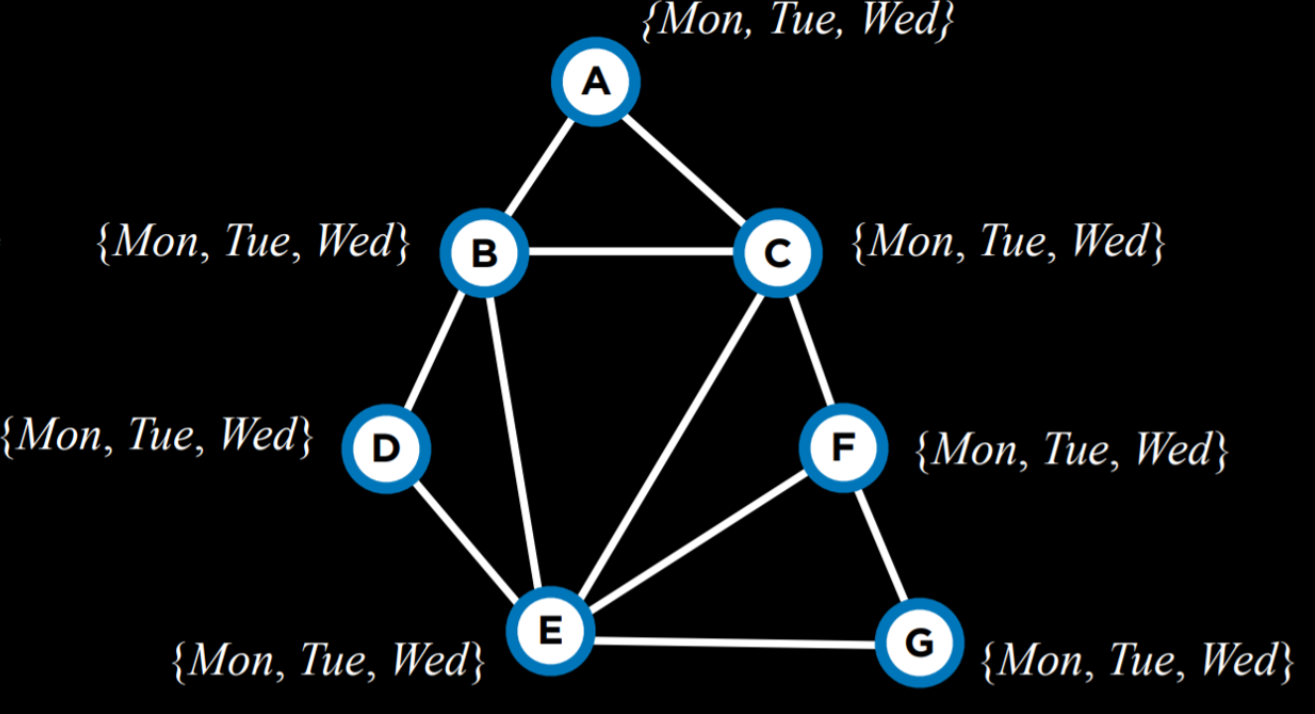 {Mon, Tue, Wed}
A
{Mon, Tue, Wed} B C {Mon, Tue, Wed}
{Mon, Tue, Wed} D F {Mon, Tue, Wed}
E G
{Mon, Tue, Wed} {Mon, Tue, Wed}